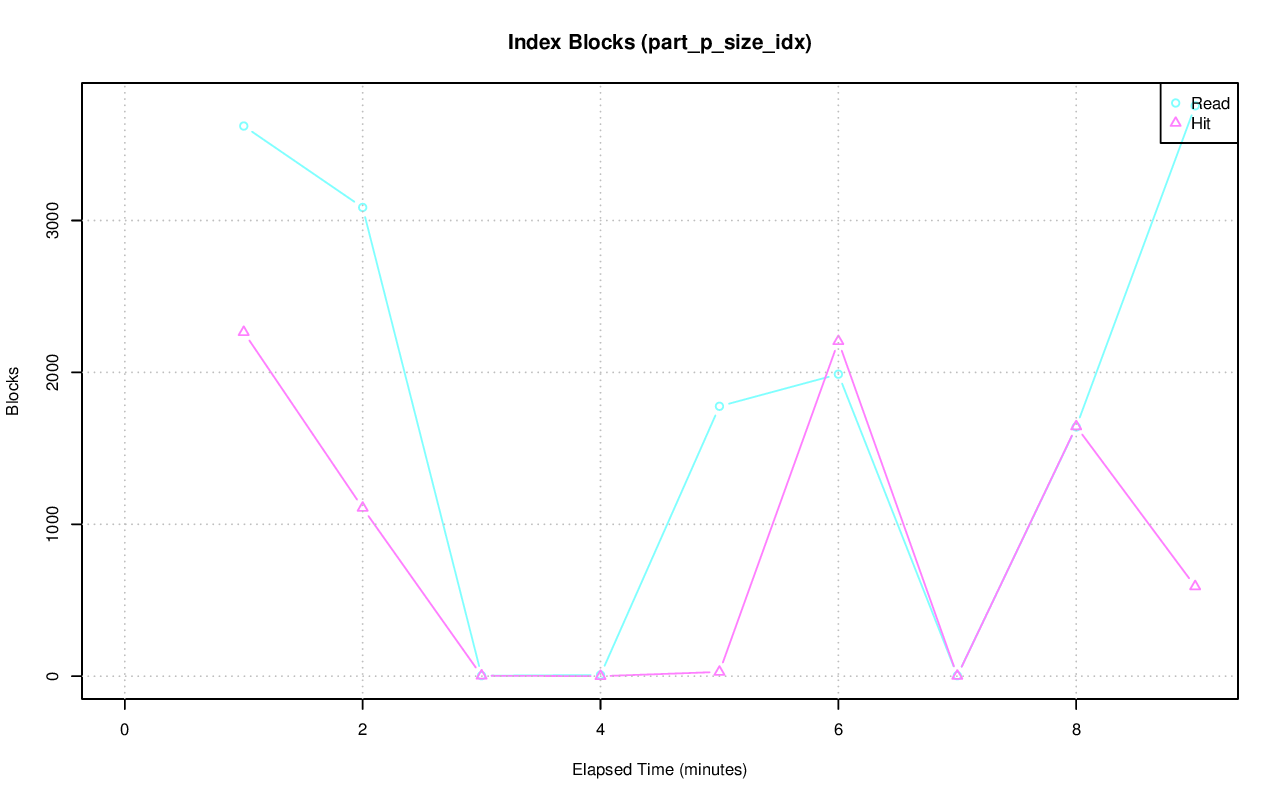 Index Blocks (part_p_size_idx)
Read
Hit
Blocks
3000
2000
1000
0
0 2 4 6 8
Elapsed Time (minutes)